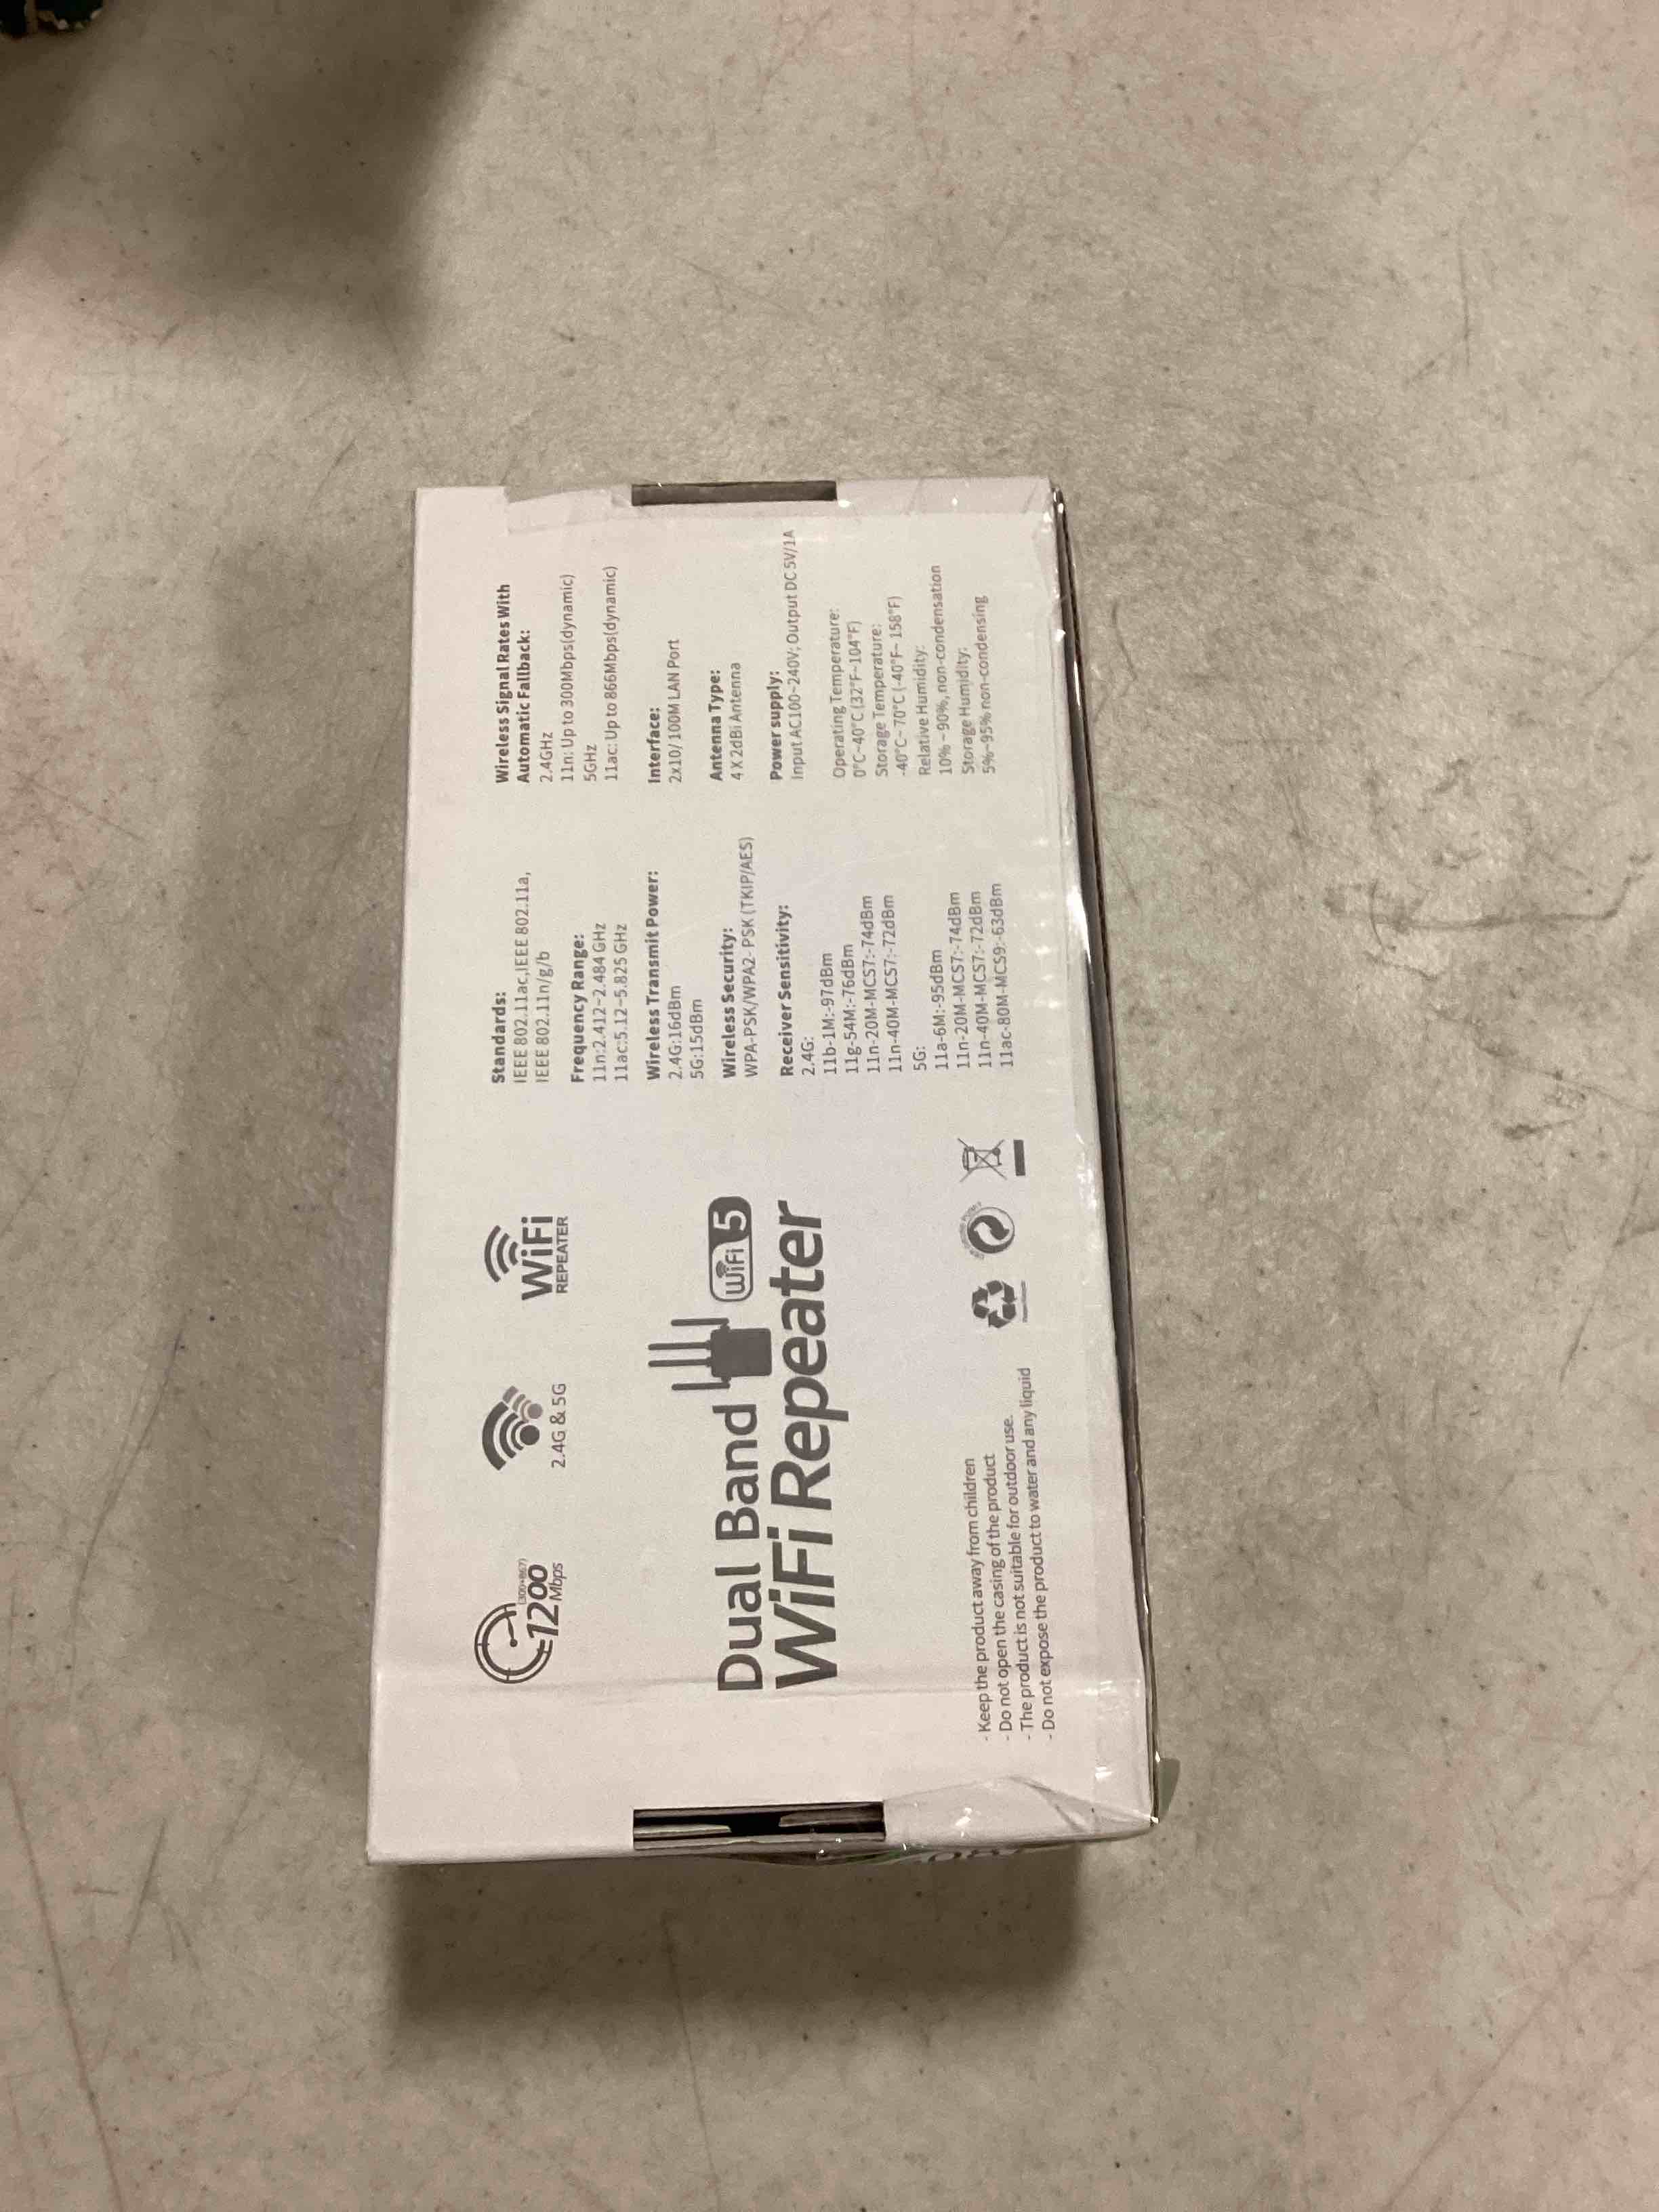 (300+867)
1200
Mbps
2.4G & 5G
WiFi
REPEATER
Dual Band
WiFi 5
WiFi Repeater
- Keep the product away from children
- Do not open the casing of the product
- The product is not suitable for outdoor use.
- Do not expose the product to water and any liquid
Standards:
IEEE 802.11ac,IEEE 802.11a,
IEEE 802.11n/g/b
Frequency Range:
11n:2.412~2.484 GHz
11ac:5.12~5.825 GHz
Wireless Transmit Power:
2.4G:16dBm
5G:15dBm
Wireless Security:
WPA-PSK/WPA2- PSK (TKIP/AES)
Receiver Sensitivity:
2.4G:
11b-1M:-97dBm
11g-54M:-76dBm
11n-20M-MCS7:-74dBm
11n-40M-MCS7:-72dBm
5G:
11a-6M:-95dBm
11n-20M-MCS7:-74dBm
11n-40M-MCS7:-72dBm
11ac-80M-MCS9:-63dBm
Wireless Signal Rates With
Automatic Fallback:
2.4GHz
11n: Up to 300Mbps(dynamic)
5GHz
11ac: Up to 866Mbps(dynamic)
Interface:
2x10/100M LAN Port
Antenna Type:
4 X 2dBi Antenna
Power supply:
Input AC100~240V; Output DC 5V/1A
Operating Temperature:
0°C~40°C (32°F~104°F)
Storage Temperature:
-40°C~ 70°C (-40°F~ 158°F)
Relative Humidity:
10% ~ 90%, non-condensation
Storage Humidity:
5%~95% non-condensing